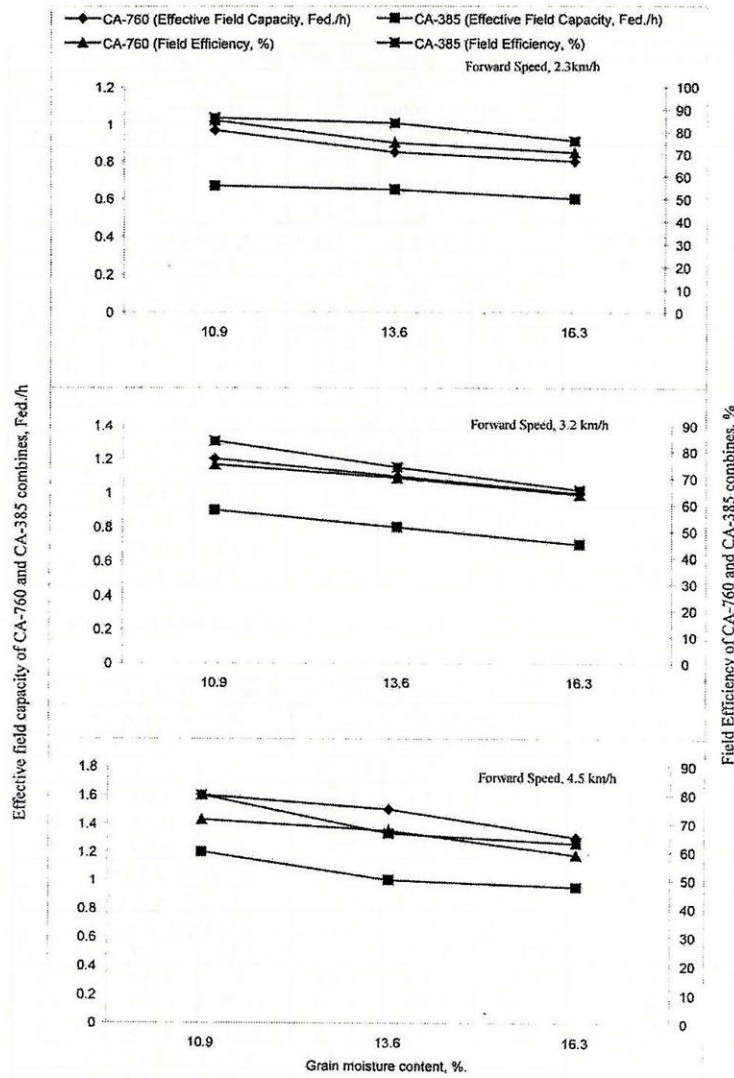 CA-760 (Effective Field Capacity, Fed./h) CA-385 (Effective Field Capacity, Fed./h)
CA-760 (Field Efficiency, %) CA-385 (Field Efficiency, %)
Forward Speed, 2.3km/h
1.2 100
1 90
0.8 80
0.6 70
0.4 60
0.2 50
0 40
30
20
10
0
10.9 13.6 16.3
Forward Speed, 3.2 km/h
1.4 90
1.2 80
1 70
0.8 60
0.6 50
0.4 40
0.2 30
0 20
10
0
10.9 13.6 16.3
Forward Speed, 4.5 km/h
1.8 90
1.6 80
1.4 70
1.2 60
1 50
0.8 40
0.6 30
0.4 20
0.2 10
0 0
10.9 13.6 16.3
Grain moisture content, %.
Effective field capacity of CA-760 and CA-385 combines, Fed./h
Field Efficiency of CA-760 and CA-385 combines, %